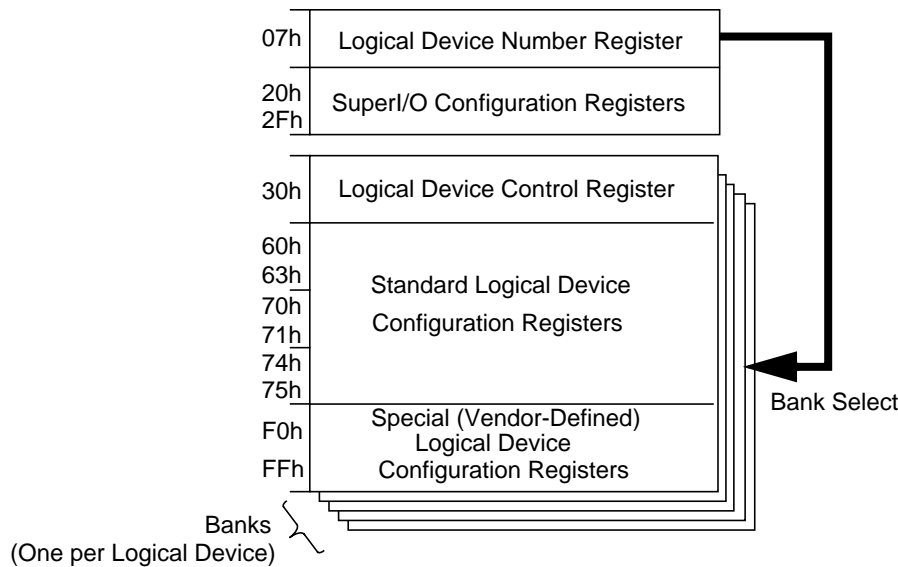 07h Logical Device Number Register
20h
SuperI/O Configuration Registers
2Fh
30h Logical Device Control Register
60h
63h
Standard Logical Device
70h
Configuration Registers
71h
74h
75h
Bank Select
Special (Vendor-Defined)
F0h
Logical Device
FFh Configuration Registers
Banks
(One per Logical Device)